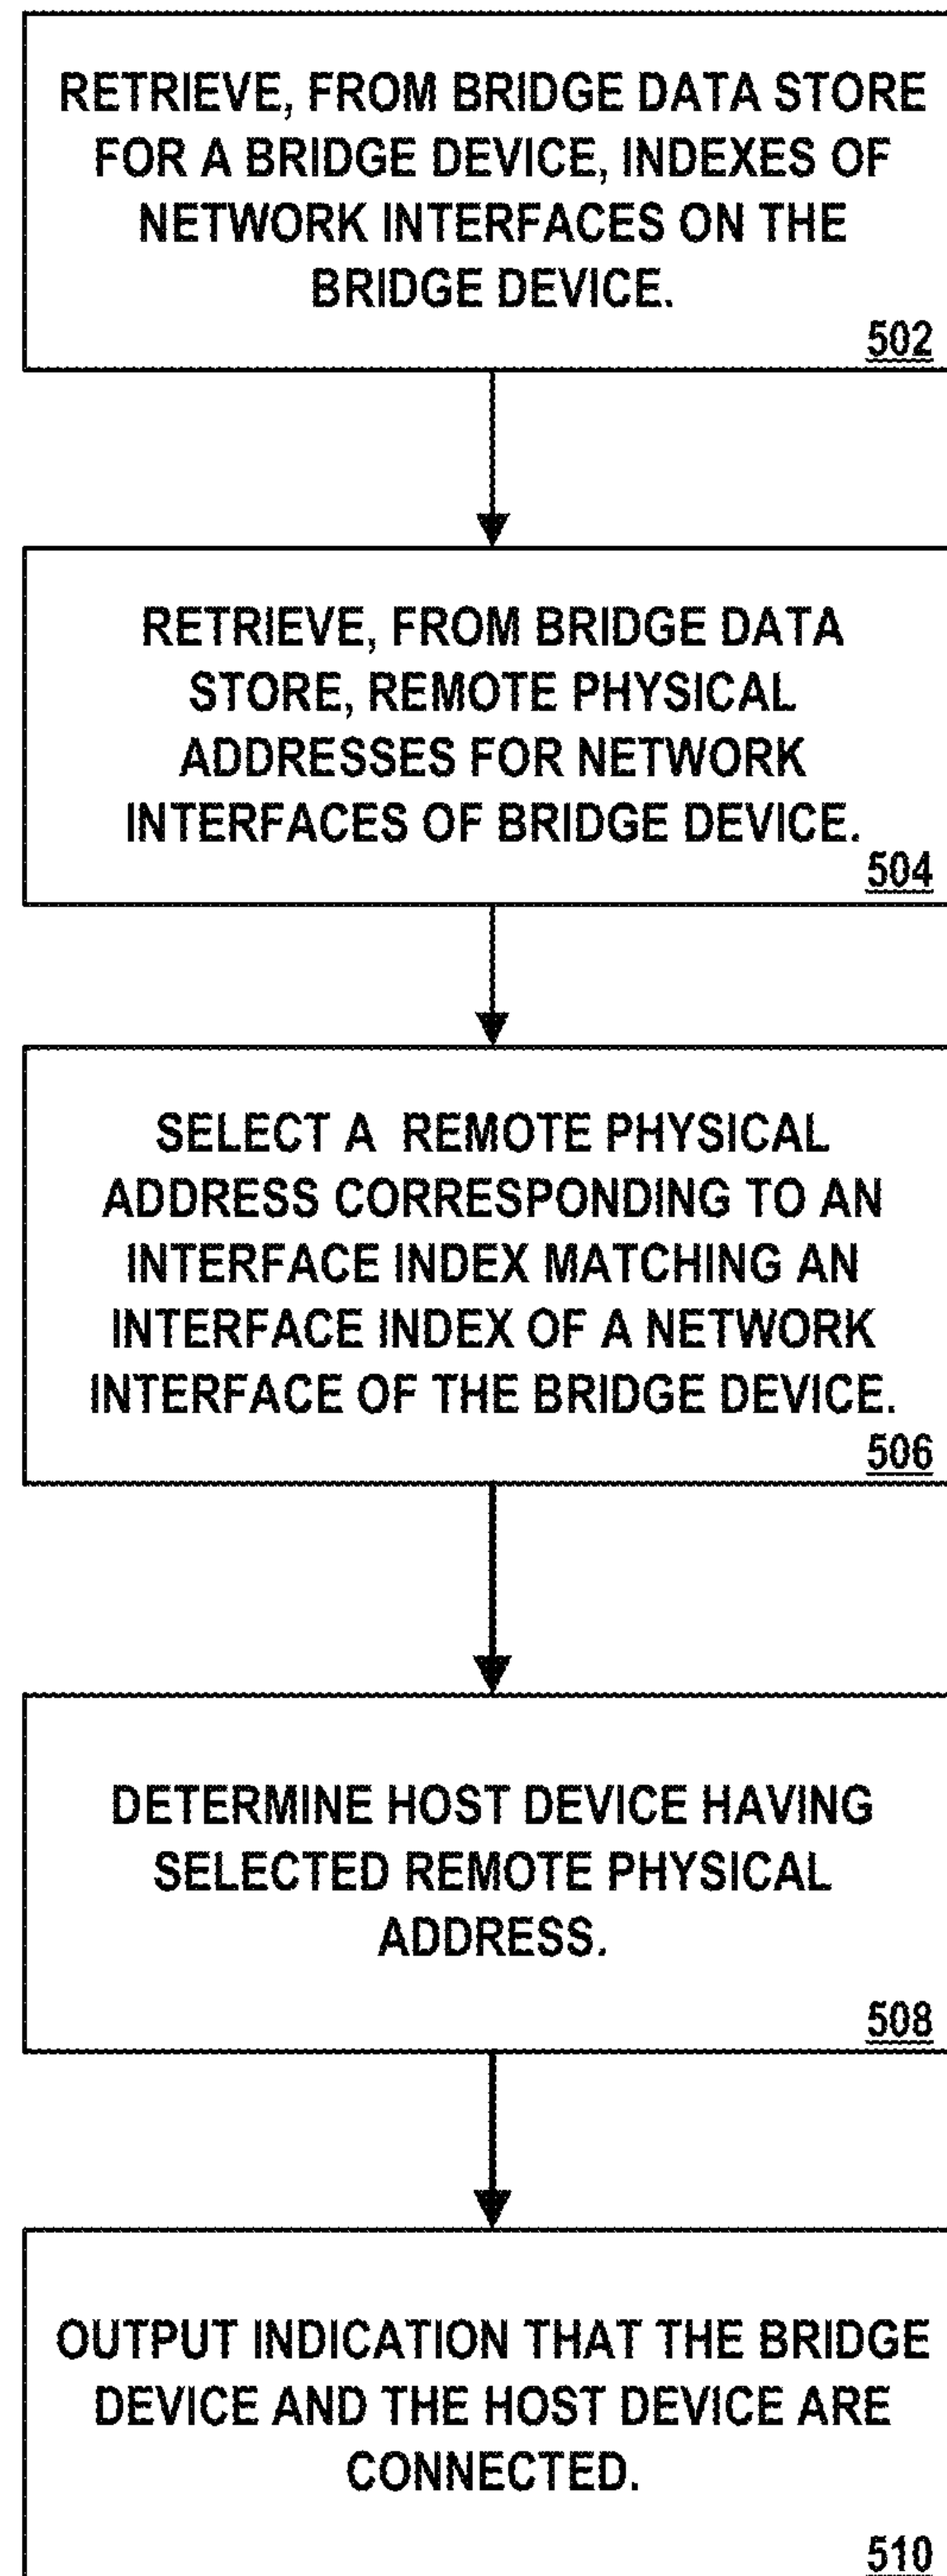 RETRIEVE, FROM BRIDGE DATA STORE
FOR A BRIDGE DEVICE, INDEXES OF
NETWORK INTERFACES ON THE
BRIDGE DEVICE.
502
RETRIEVE, FROM BRIDGE DATA
STORE, REMOTE PHYSICAL
ADDRESSES FOR NETWORK
INTERFACES OF BRIDGE DEVICE.
504
SELECT A REMOTE PHYSICAL
ADDRESS CORRESPONDING TO AN
INTERFACE INDEX MATCHING AN
INTERFACE INDEX OF A NETWORK
INTERFACE OF THE BRIDGE DEVICE.
506
DETERMINE HOST DEVICE HAVING
SELECTED REMOTE PHYSICAL
ADDRESS.
508
OUTPUT INDICATION THAT THE BRIDGE
DEVICE AND THE HOST DEVICE ARE
CONNECTED.
510